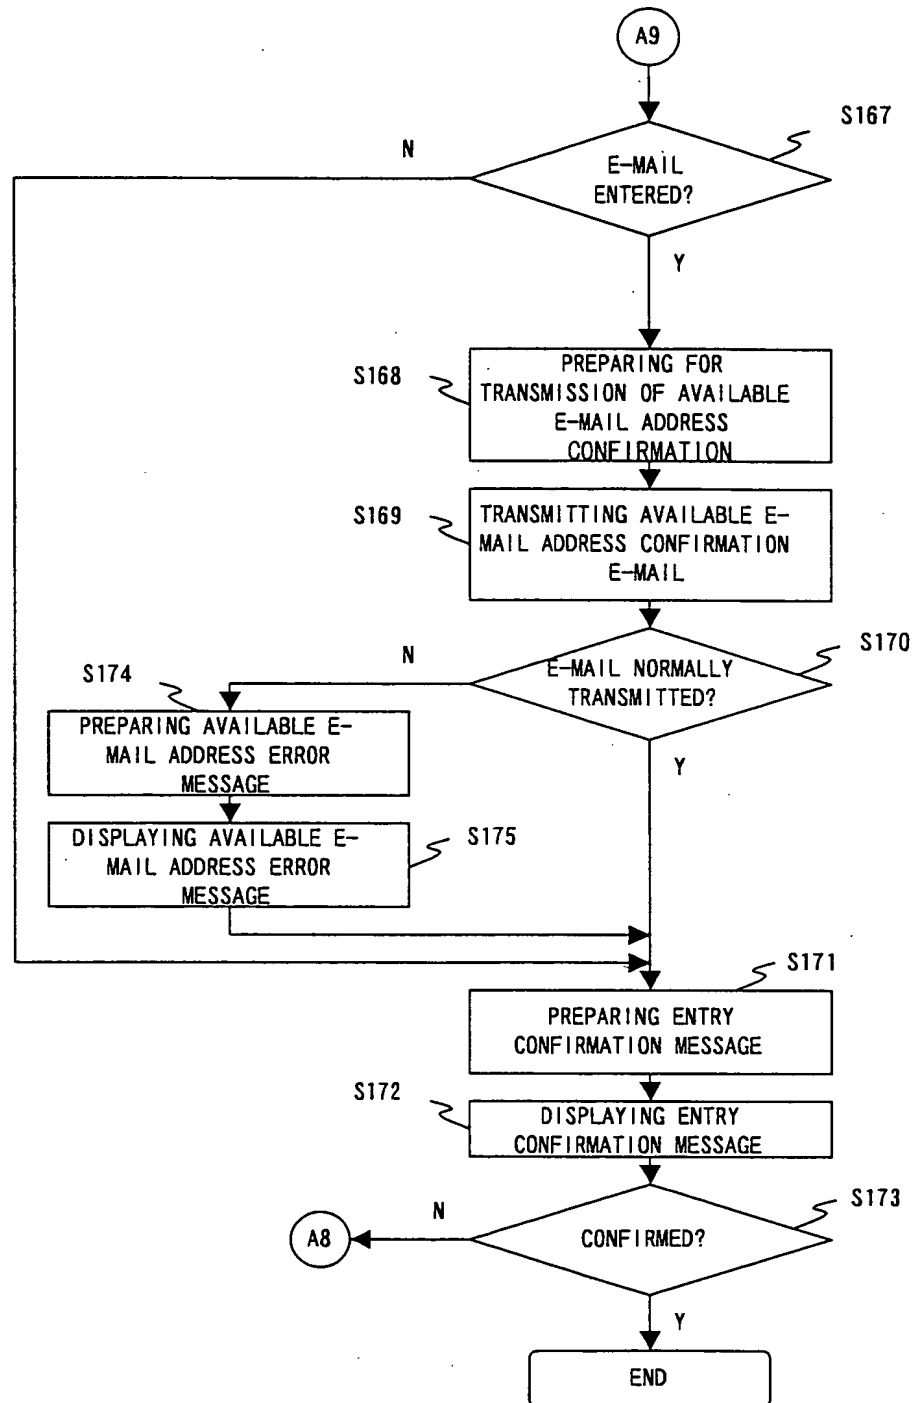 A9
S167
N
E-MAIL
ENTERED?
Y
S168
PREPARING FOR
TRANSMISSION OF AVAILABLE
E-MAIL ADDRESS
CONFIRMATION
S169
TRANSMITTING AVAILABLE E-
MAIL ADDRESS CONFIRMATION
E-MAIL
S170
N
E-MAIL NORMALLY
TRANSMITTED?
Y
S174
PREPARING AVAILABLE E-
MAIL ADDRESS ERROR
MESSAGE
DISPLAYING AVAILABLE E-
MAIL ADDRESS ERROR
MESSAGE
S175
S171
PREPARING ENTRY
CONFIRMATION MESSAGE
S172
DISPLAYING ENTRY
CONFIRMATION MESSAGE
S173
N
A8
CONFIRMED?
Y
END